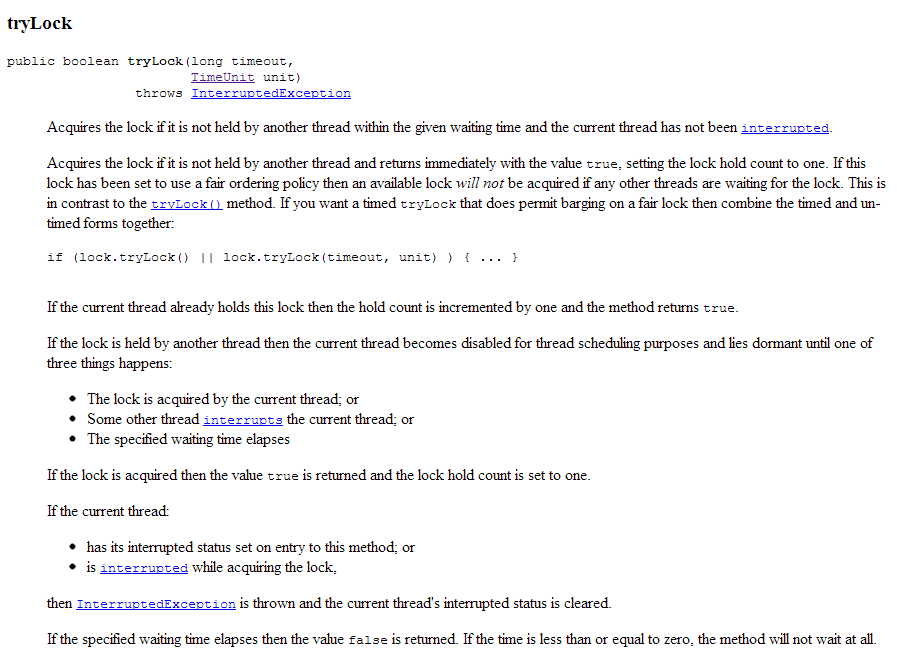 tryLock
public boolean tryLock(long timeout,
TimeUnit unit)
throws InterruptedException
Acquires the lock if it is not held by another thread within the given waiting time and the current thread has not been interrupted.
Acquires the lock if it is not held by another thread and returns immediately with the value true, setting the lock hold count to one. If this
lock has been set to use a fair ordering policy then an available lock will not be acquired if any other threads are waiting for the lock. This is
in contrast to the tryLock() method. If you want a timed tryLock that does permit barging on a fair lock then combine the timed and un-
timed forms together:
if (lock.tryLock() || lock.tryLock(timeout, unit) ) { ... }
If the current thread already holds this lock then the hold count is incremented by one and the method returns true.
If the lock is held by another thread then the current thread becomes disabled for thread scheduling purposes and lies dormant until one of
three things happens:
• The lock is acquired by the current thread; or
• Some other thread interrupts the current thread; or
• The specified waiting time elapses
If the lock is acquired then the value true is returned and the lock hold count is set to one.
If the current thread:
• has its interrupted status set on entry to this method; or
• is interrupted while acquiring the lock,
then InterruptedException is thrown and the current thread's interrupted status is cleared.
If the specified waiting time elapses then the value false is returned. If the time is less than or equal to zero, the method will not wait at all.